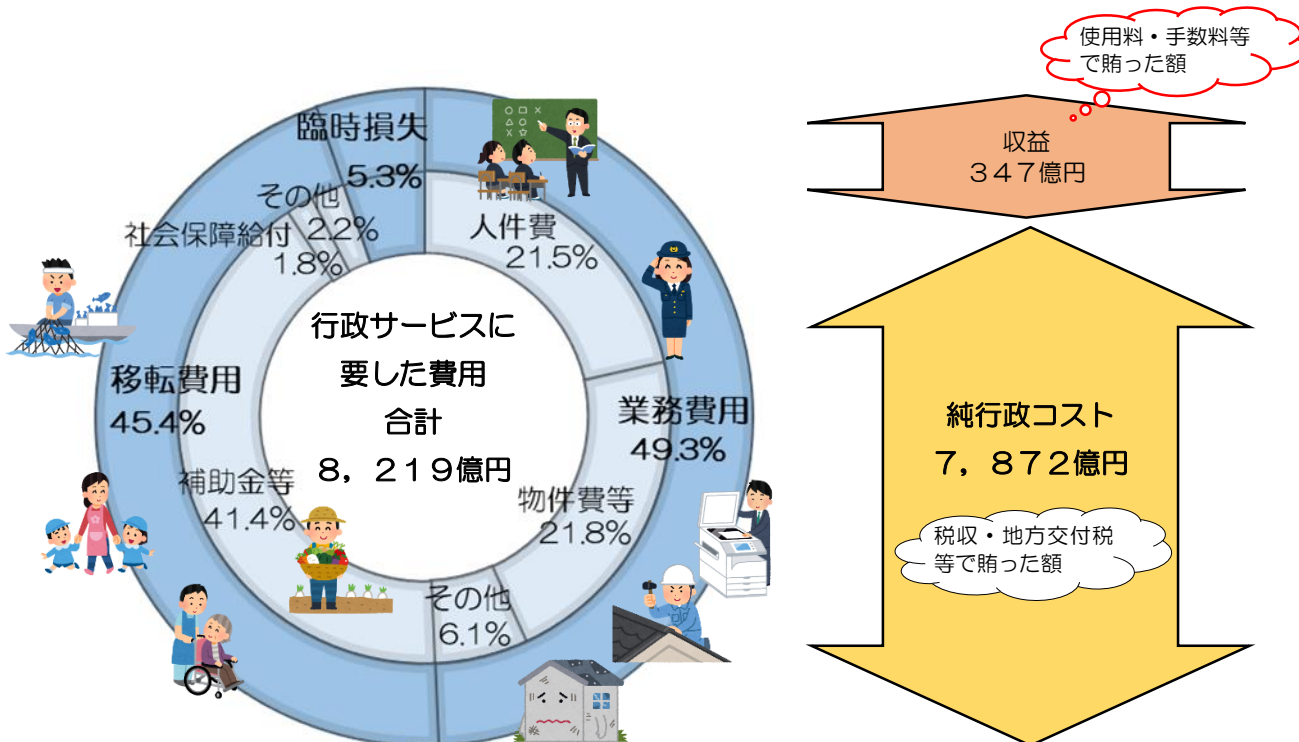 使用料・手数料等
で賄った額
収益
３４７億円
臨時損失
5.3%
その他
2.2%
社会保障給付
1.8%
人件費
21.5%
行政サービスに
要した費用
合計
８，２１９億円
移転費用
45.4%
業務費用
49.3%
補助金等
41.4%
物件費等
21.8%
その他
6.1%
純行政コスト
７，８７２億円
税収・地方交付税
等で賄った額